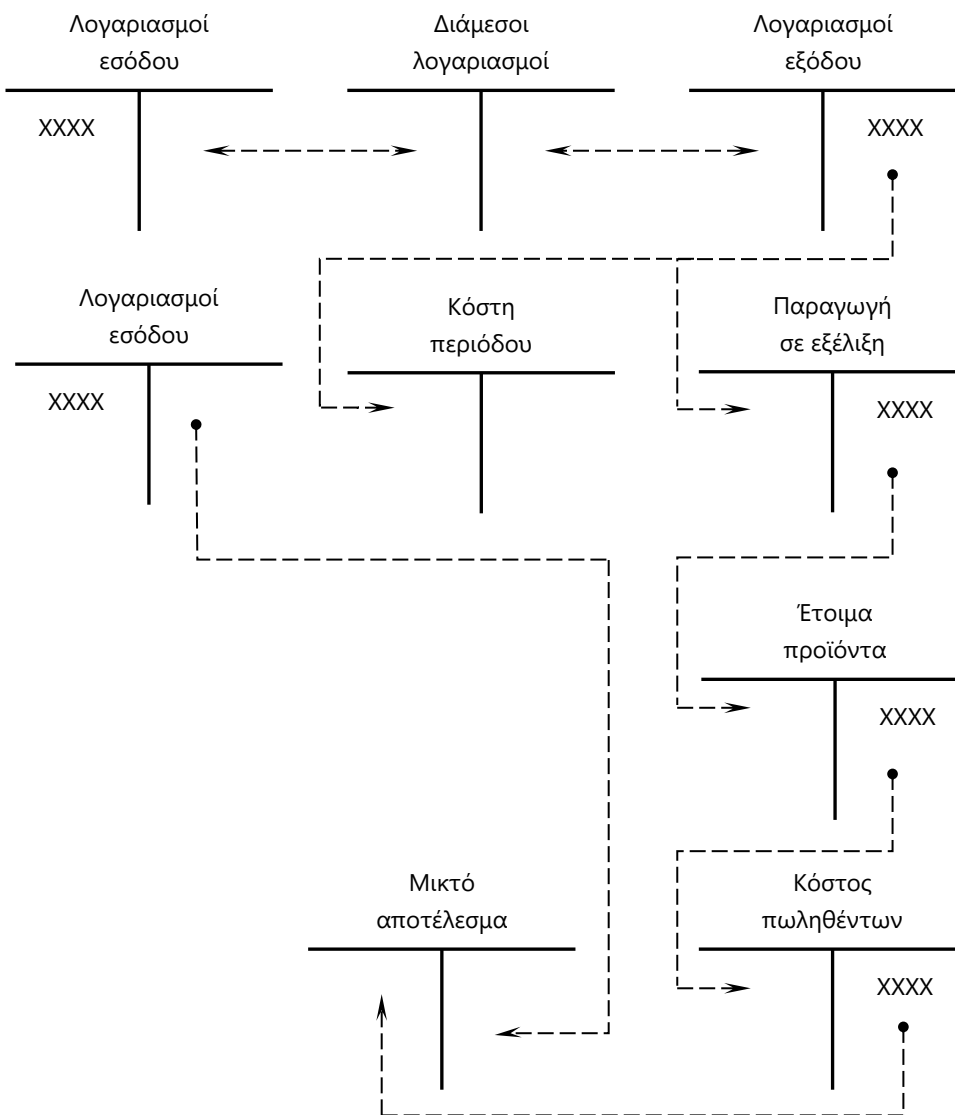 Λογαριασμοί
εσόδου
Διάμεσοι
λογαριασμοί
Λογαριασμοί
εξόδου
XXXX
XXXX
Λογαριασμοί
εσόδου
Κόστη
περιόδου
Παραγωγή
σε εξέλιξη
XXXX
XXXX
Έτοιμα
προϊόντα
XXXX
Μικτό
αποτέλεσμα
Κόστος
πωληθέντων
XXXX